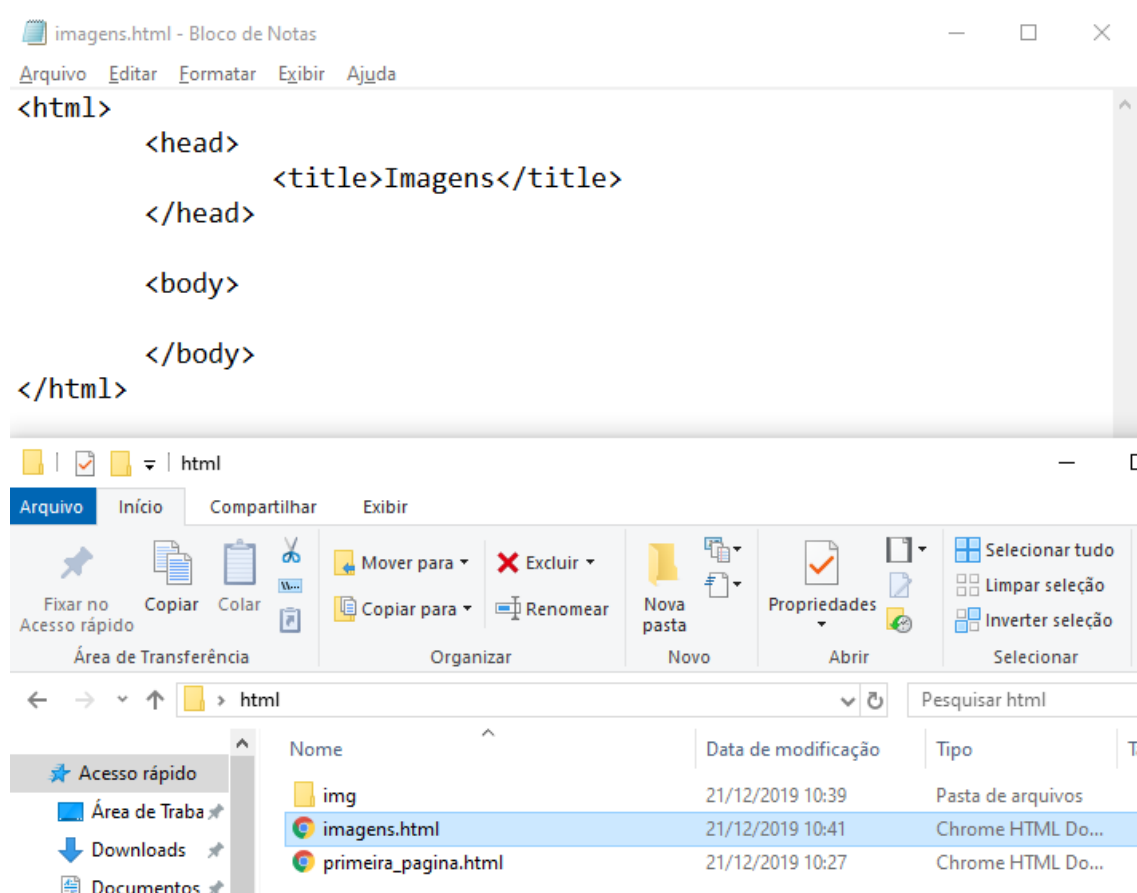 imagens.html - Bloco de Notas
Arquivo Editar Formatar Exibir Ajuda
<html>
<head>
<title>Imagens</title>
</head>
<body>
</body>
</html>
html
Arquivo Início Compartilhar Exibir
Fixar no Acesso rápido
Copiar
Colar
Área de Transferência
Mover para
Copiar para
Excluir
Renomear
Organizar
Nova pasta
Novo
Propriedades
Abrir
Selecionar tudo
Limpar seleção
Inverter seleção
Selecionar
html
Pesquisar html
Acesso rápido
Área de Traba
Downloads
Documentos
Nome Data de modificação Tipo
img 21/12/2019 10:39 Pasta de arquivos
imagens.html 21/12/2019 10:41 Chrome HTML Do...
primeira_pagina.html 21/12/2019 10:27 Chrome HTML Do...